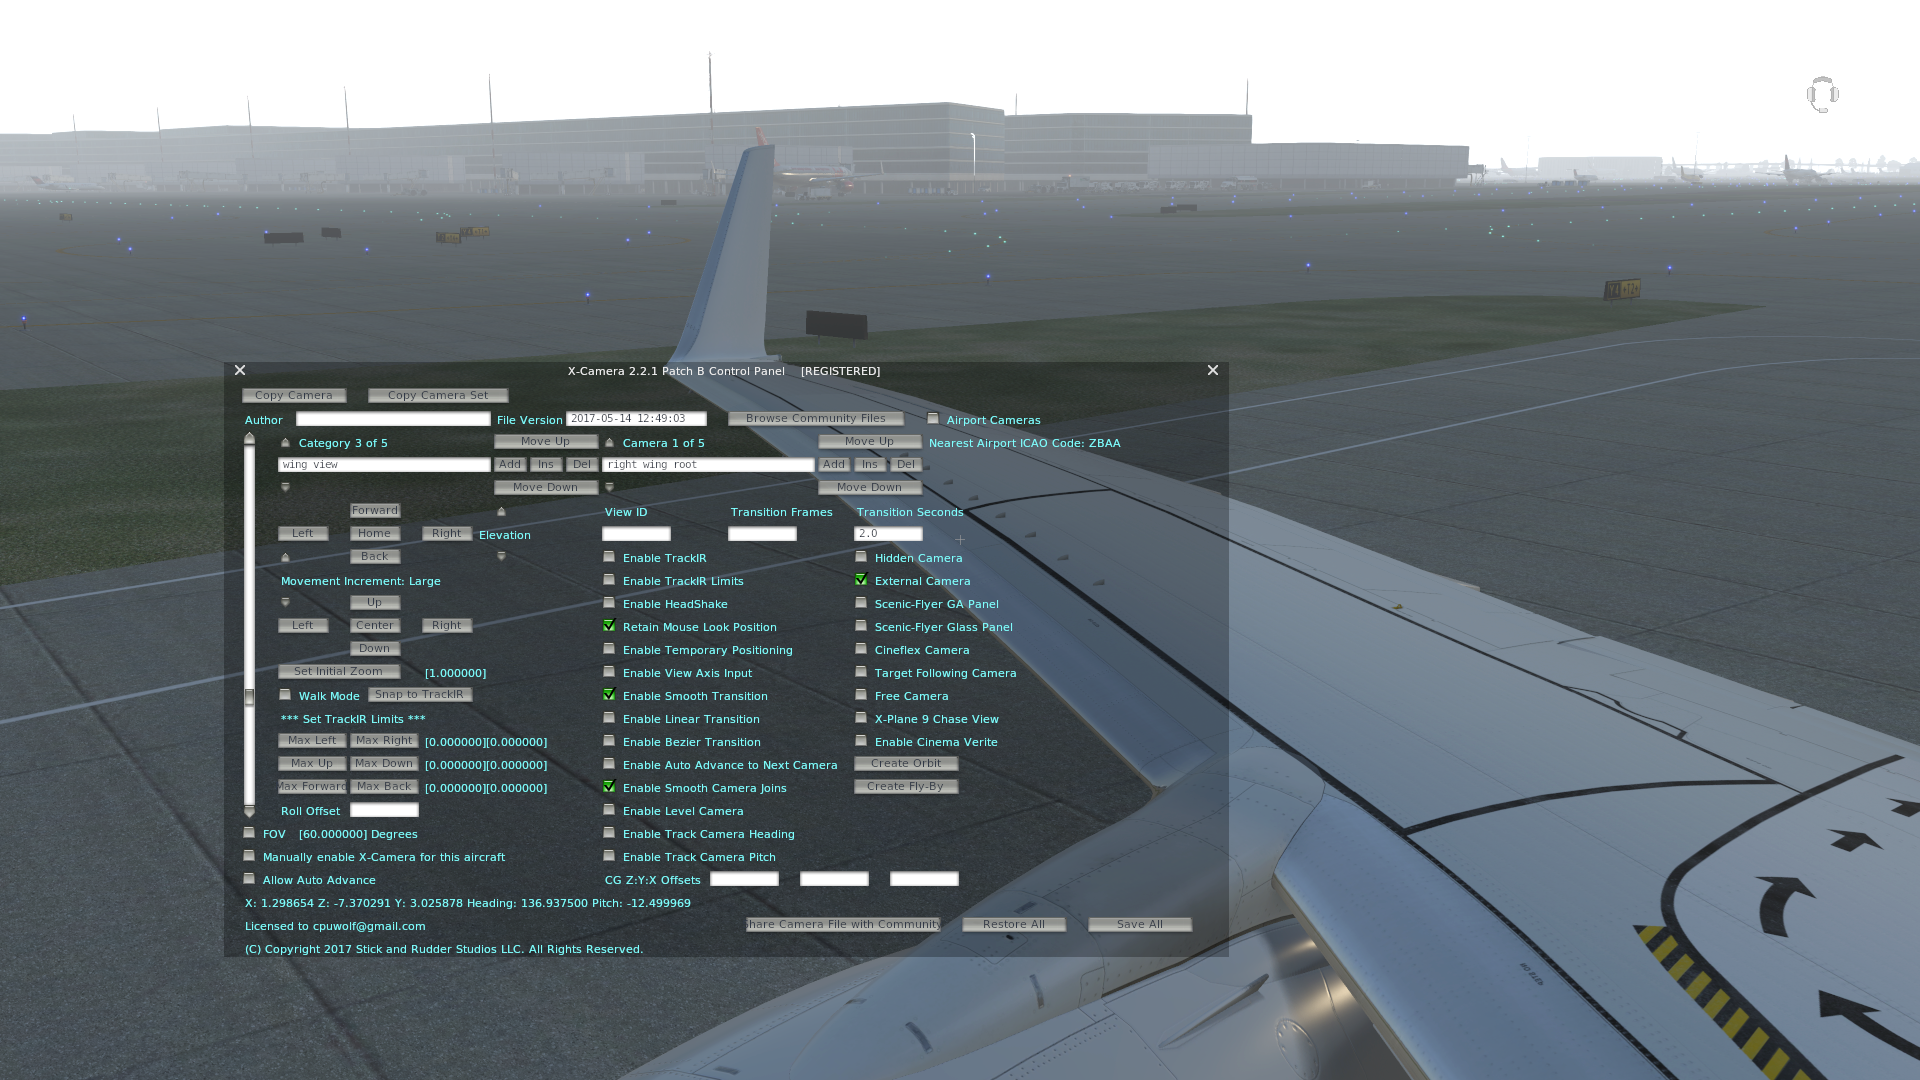 X-Camera 2.2.1 Patch B Control Panel [REGISTERED]
Copy Camera Copy Camera Set
Author File Version 2017-05-14 12:49:03 Browse Community Files Airport Cameras
Category 3 of 5 Move Up Camera 1 of 5 Move Up Nearest Airport ICAO Code: ZBAA
wing view Add Ins Del right wing root Add Ins Del
Move Down Move Down
Forward View ID Transition Frames Transition Seconds
Left Home Right Elevation 2.0
Back Enable TrackIR Hidden Camera
Movement Increment: Large Enable TrackIR Limits External Camera
Up Enable HeadShake Scenic-Flyer GA Panel
Left Center Right Retain Mouse Look Position Scenic-Flyer Glass Panel
Down Enable Temporary Positioning Cineflex Camera
Set Initial Zoom [1.000000] Enable View Axis Input Target Following Camera
Walk Mode Snap to TrackIR Enable Smooth Transition Free Camera
*** Set TrackIR Limits *** Enable Linear Transition X-Plane 9 Chase View
Max Left Max Right [0.000000][0.000000] Enable Bezier Transition Enable Cinema Verite
Max Up Max Down [0.000000][0.000000] Enable Auto Advance to Next Camera Create Orbit
Max Forward Max Back [0.000000][0.000000] Enable Smooth Camera Joins Create Fly-By
Roll Offset Enable Level Camera
FOV [60.000000] Degrees Enable Track Camera Heading
Manually enable X-Camera for this aircraft Enable Track Camera Pitch
Allow Auto Advance CG Z:Y:X Offsets
X: 1.298654 Z: -7.370291 Y: 3.025878 Heading: 136.937500 Pitch: -12.499969
Licensed to cpuwolf@gmail.com Share Camera File with Community Restore All Save All
(C) Copyright 2017 Stick and Rudder Studios LLC. All Rights Reserved.